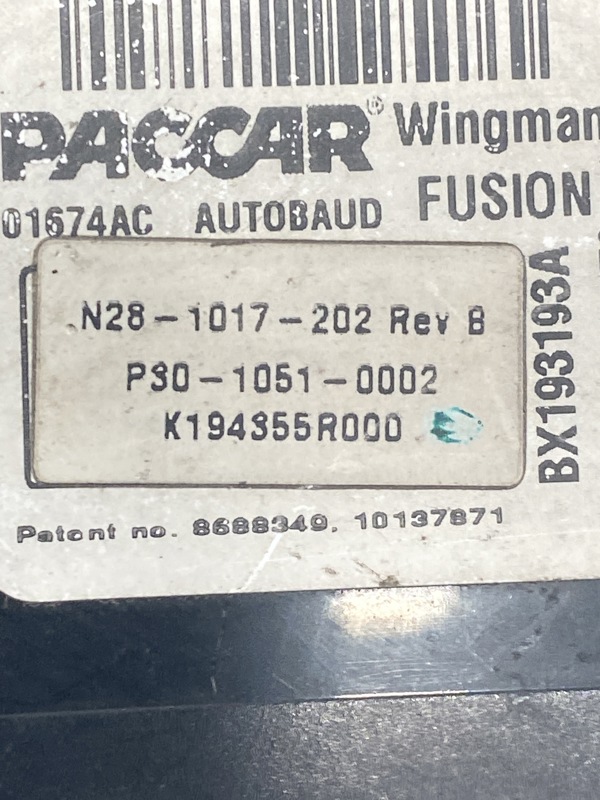 PACCAR® Wingman
01674AC AUTOBAUD FUSION
N28-1017-202 Rev B
P30-1051-0002
K194355R000
BX193193A
Patent no. 8688349, 10137871